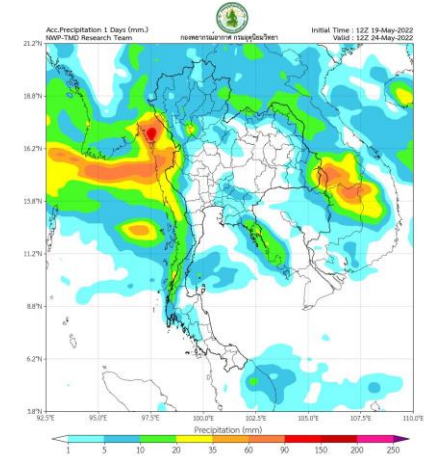 Acc.Precipitation 1 Days (mm.)
NWP-TMD Research Team
กองพยากรณ์อากาศ กรมอุตุนิยมวิทยา
Initial Time : 12Z 19-May-2022
Valid : 12Z 24-May-2022
21.2°N
18.8°N
16.2°N
13.8°N
11.2°N
8.8°N
6.2°N
1.8°N
92.5°E 95.0°E 97.5°E 100.0°E 102.5°E 105.0°E 107.5°E 110.0°E
Precipitation (mm)
1 5 10 20 35 60 90 150 200 250